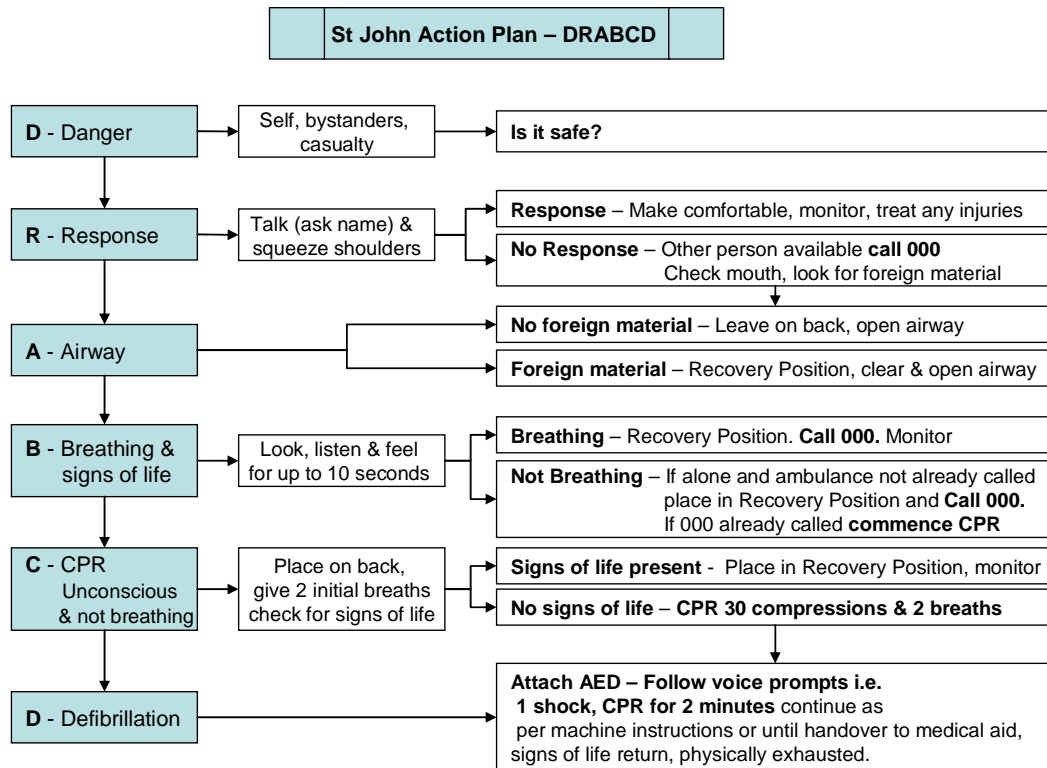 St John Action Plan – DRABCD
D - Danger
Self, bystanders,
casualty
Is it safe?
R - Response
Talk (ask name) &
squeeze shoulders
Response – Make comfortable, monitor, treat any injuries
No Response – Other person available call 000
Check mouth, look for foreign material
A - Airway
No foreign material – Leave on back, open airway
Foreign material – Recovery Position, clear & open airway
B - Breathing &
signs of life
Look, listen & feel
for up to 10 seconds
Breathing – Recovery Position. Call 000. Monitor
Not Breathing – If alone and ambulance not already called
place in Recovery Position and Call 000.
If 000 already called commence CPR
C - CPR
Unconscious
& not breathing
Place on back,
give 2 initial breaths
check for signs of life
Signs of life present - Place in Recovery Position, monitor
No signs of life – CPR 30 compressions & 2 breaths
D - Defibrillation
Attach AED – Follow voice prompts i.e.
1 shock, CPR for 2 minutes continue as
per machine instructions or until handover to medical aid,
signs of life return, physically exhausted.